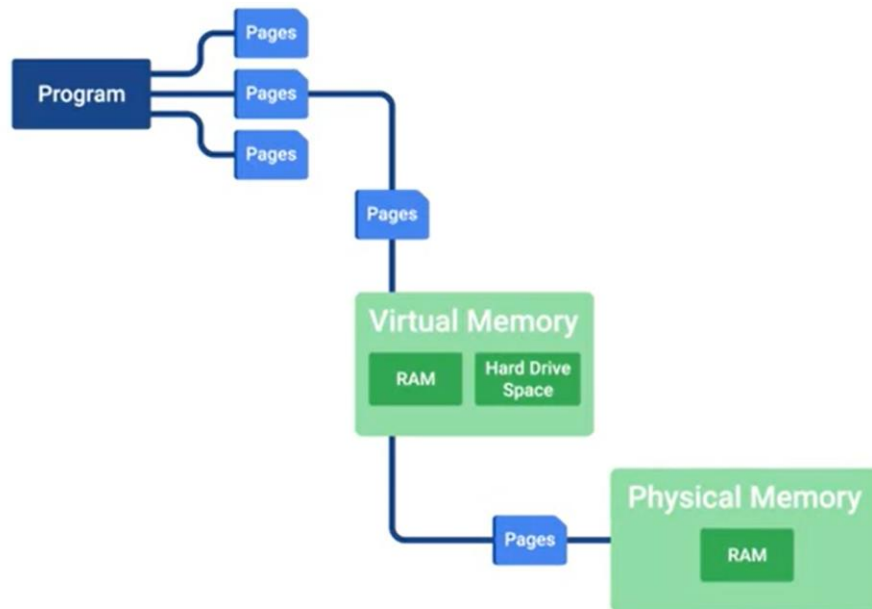 Pages
Program
Pages
Pages
Pages
Virtual Memory
RAM
Hard Drive
Space
Physical Memory
Pages
RAM